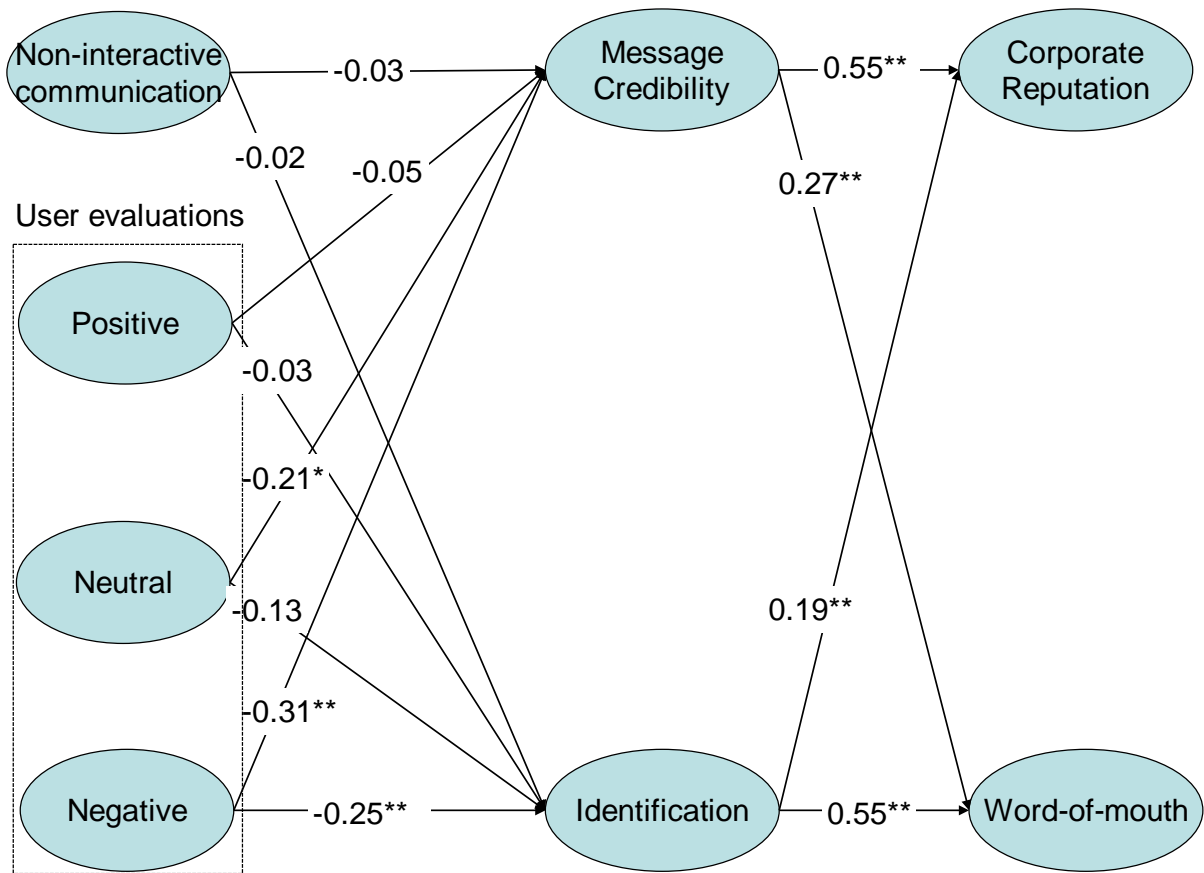 Non-interactive
communication
-0.03
Message
Credibility
0.55**
Corporate
Reputation
-0.02
-0.05
0.27**
User evaluations
Positive
-0.03
-0.21*
Neutral
-0.13
0.19**
-0.31**
Negative
-0.25**
Identification
0.55**
Word-of-mouth